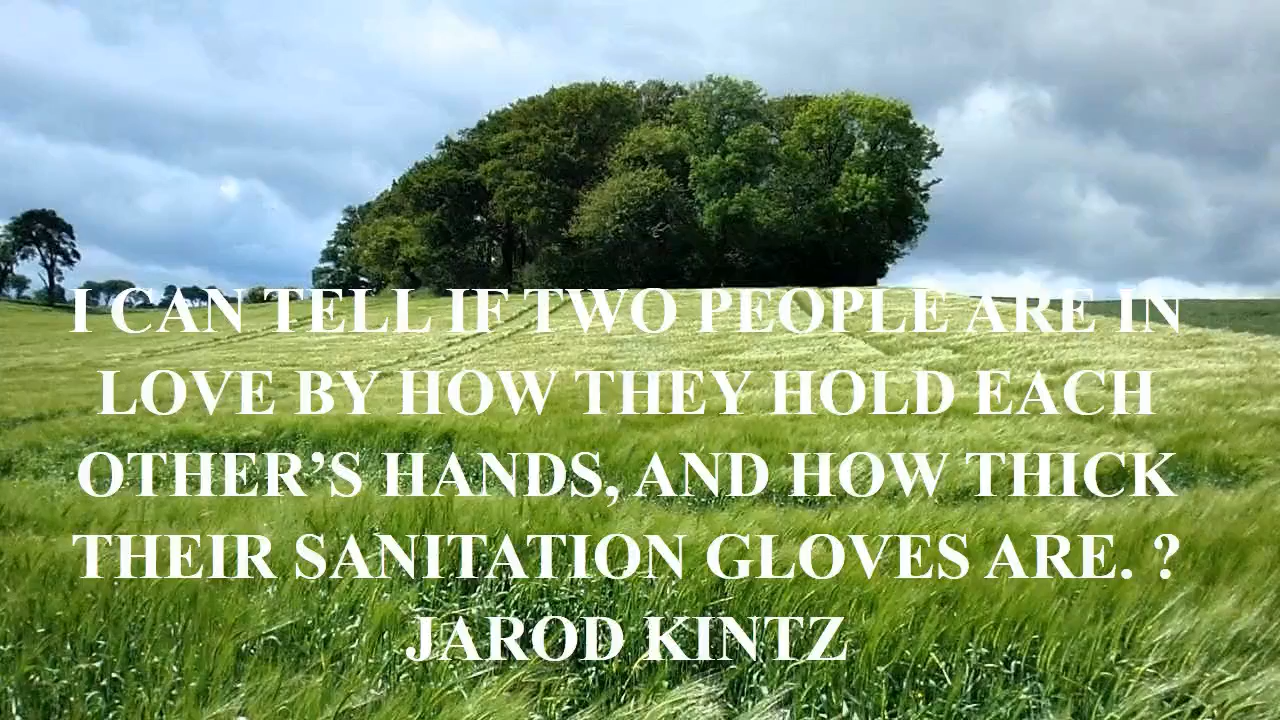 I CAN TELL IF TWO PEOPLE ARE IN
LOVE BY HOW THEY HOLD EACH
OTHER’S HANDS, AND HOW THICK
THEIR SANITATION GLOVES ARE. ?
JAROD KINTZ